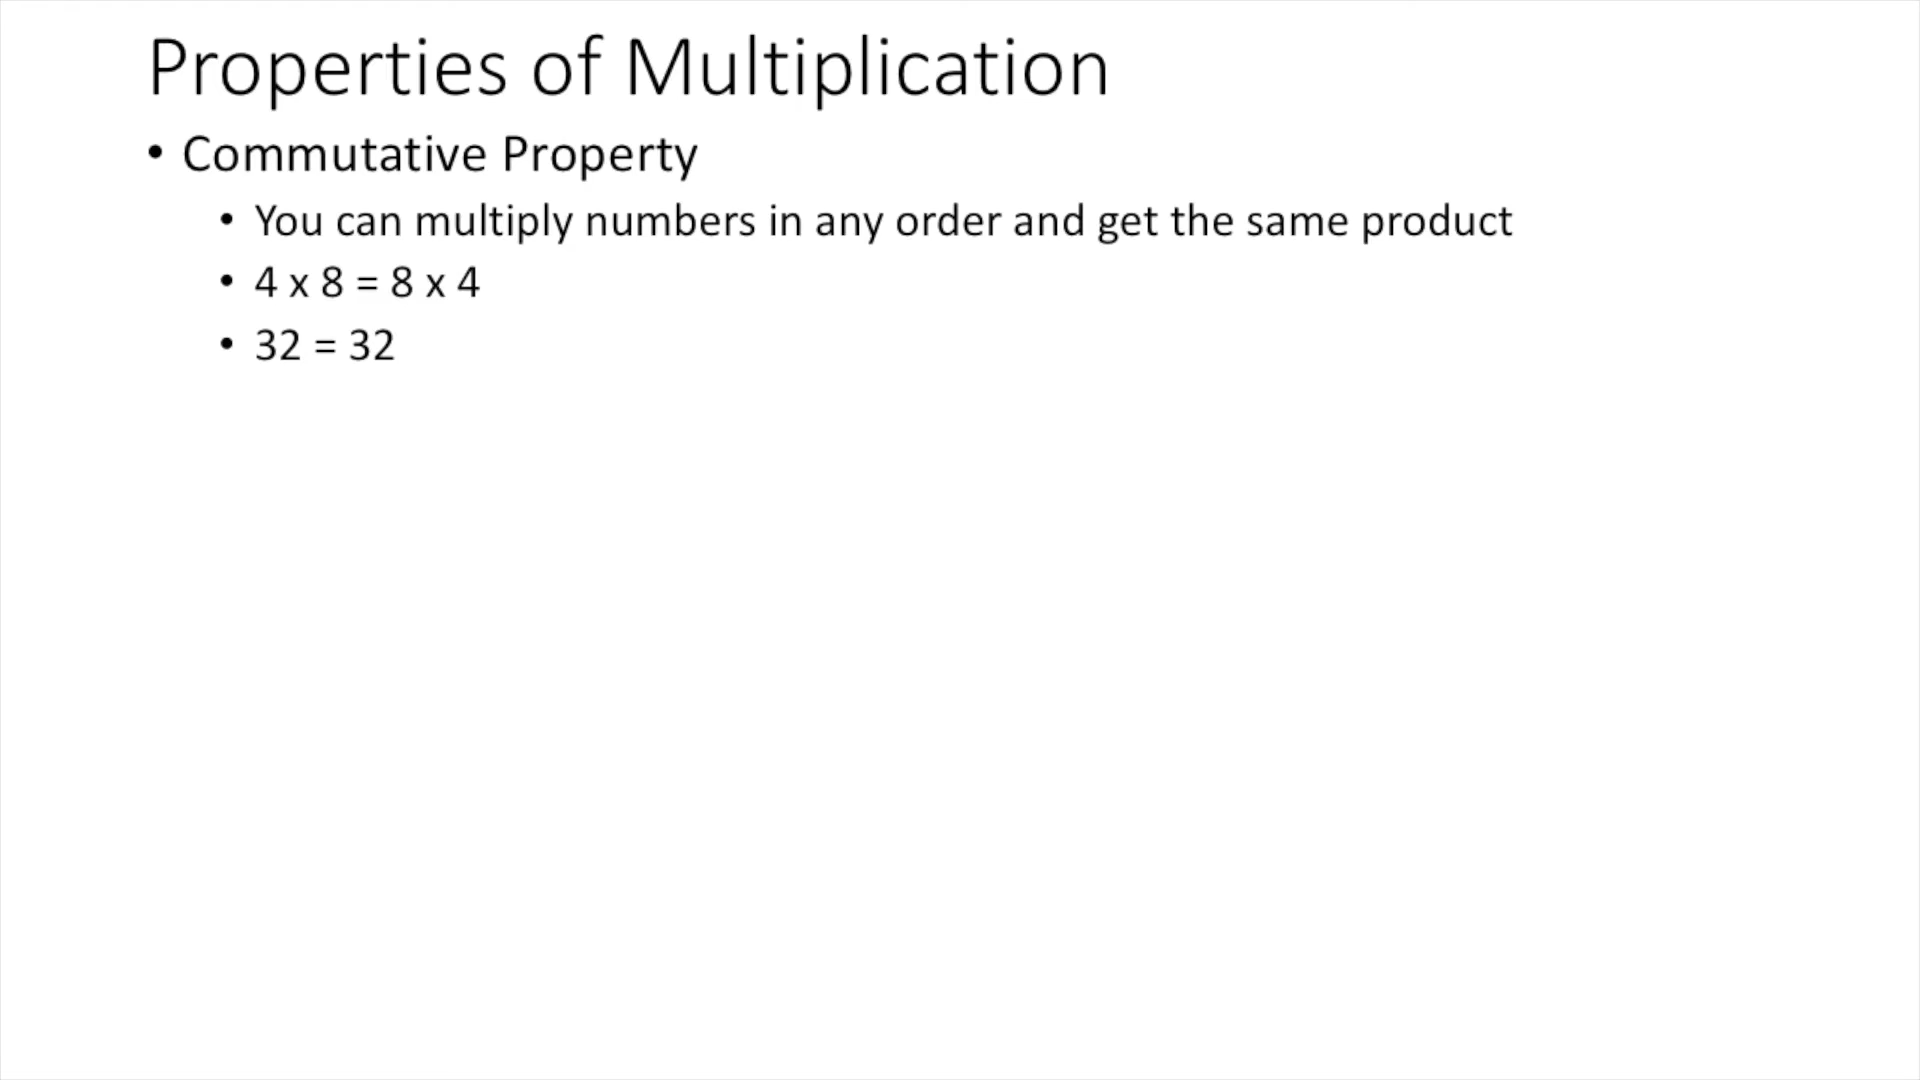 Properties of Multiplication
• Commutative Property
• You can multiply numbers in any order and get the same product
• 4 x 8 = 8 x 4
• 32 = 32